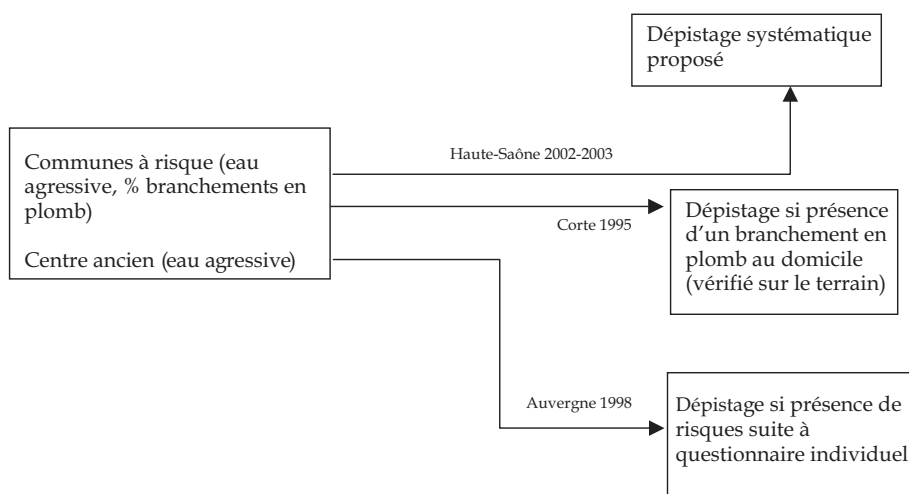 Dépistage systématique
proposé
Communes à risque (eau
agressive, % branchements en
plomb)
Centre ancien (eau agressive)
Haute-Saône 2002-2003
Corte 1995
Dépistage si présence
d'un branchement en
plomb au domicile
(vérifié sur le terrain)
Auvergne 1998
Dépistage si présence de
risques suite à
questionnaire individuel